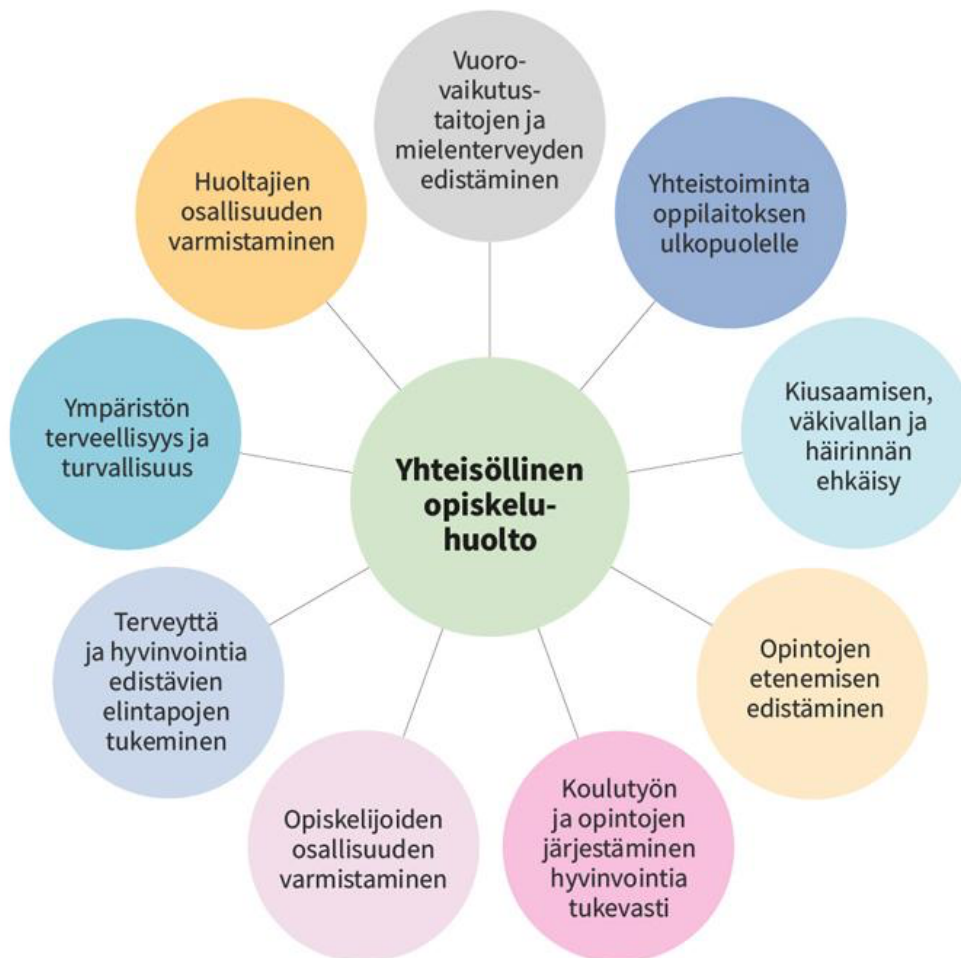 Vuoro-
vaikutus-
taitojen ja
mielenterveyden
edistäminen
Yhteistoiminta
oppilaitoksen
ulkopuolelle
Kiusaamisen,
väkivallan ja
häirinnän
ehkäisy
Opintojen
etenemisen
edistäminen
Koulutyön
ja opintojen
järjestäminen
hyvinvointia
tukevasti
Opiskelijoiden
osallisuuden
varmistaminen
Terveyttä
ja hyvinvointia
edistävien
elintapojen
tukeminen
Ympäristön
terveellisyys ja
turvallisuus
Huoltajien
osallisuuden
varmistaminen
Yhteisöllinen
opiskelu-
huolto